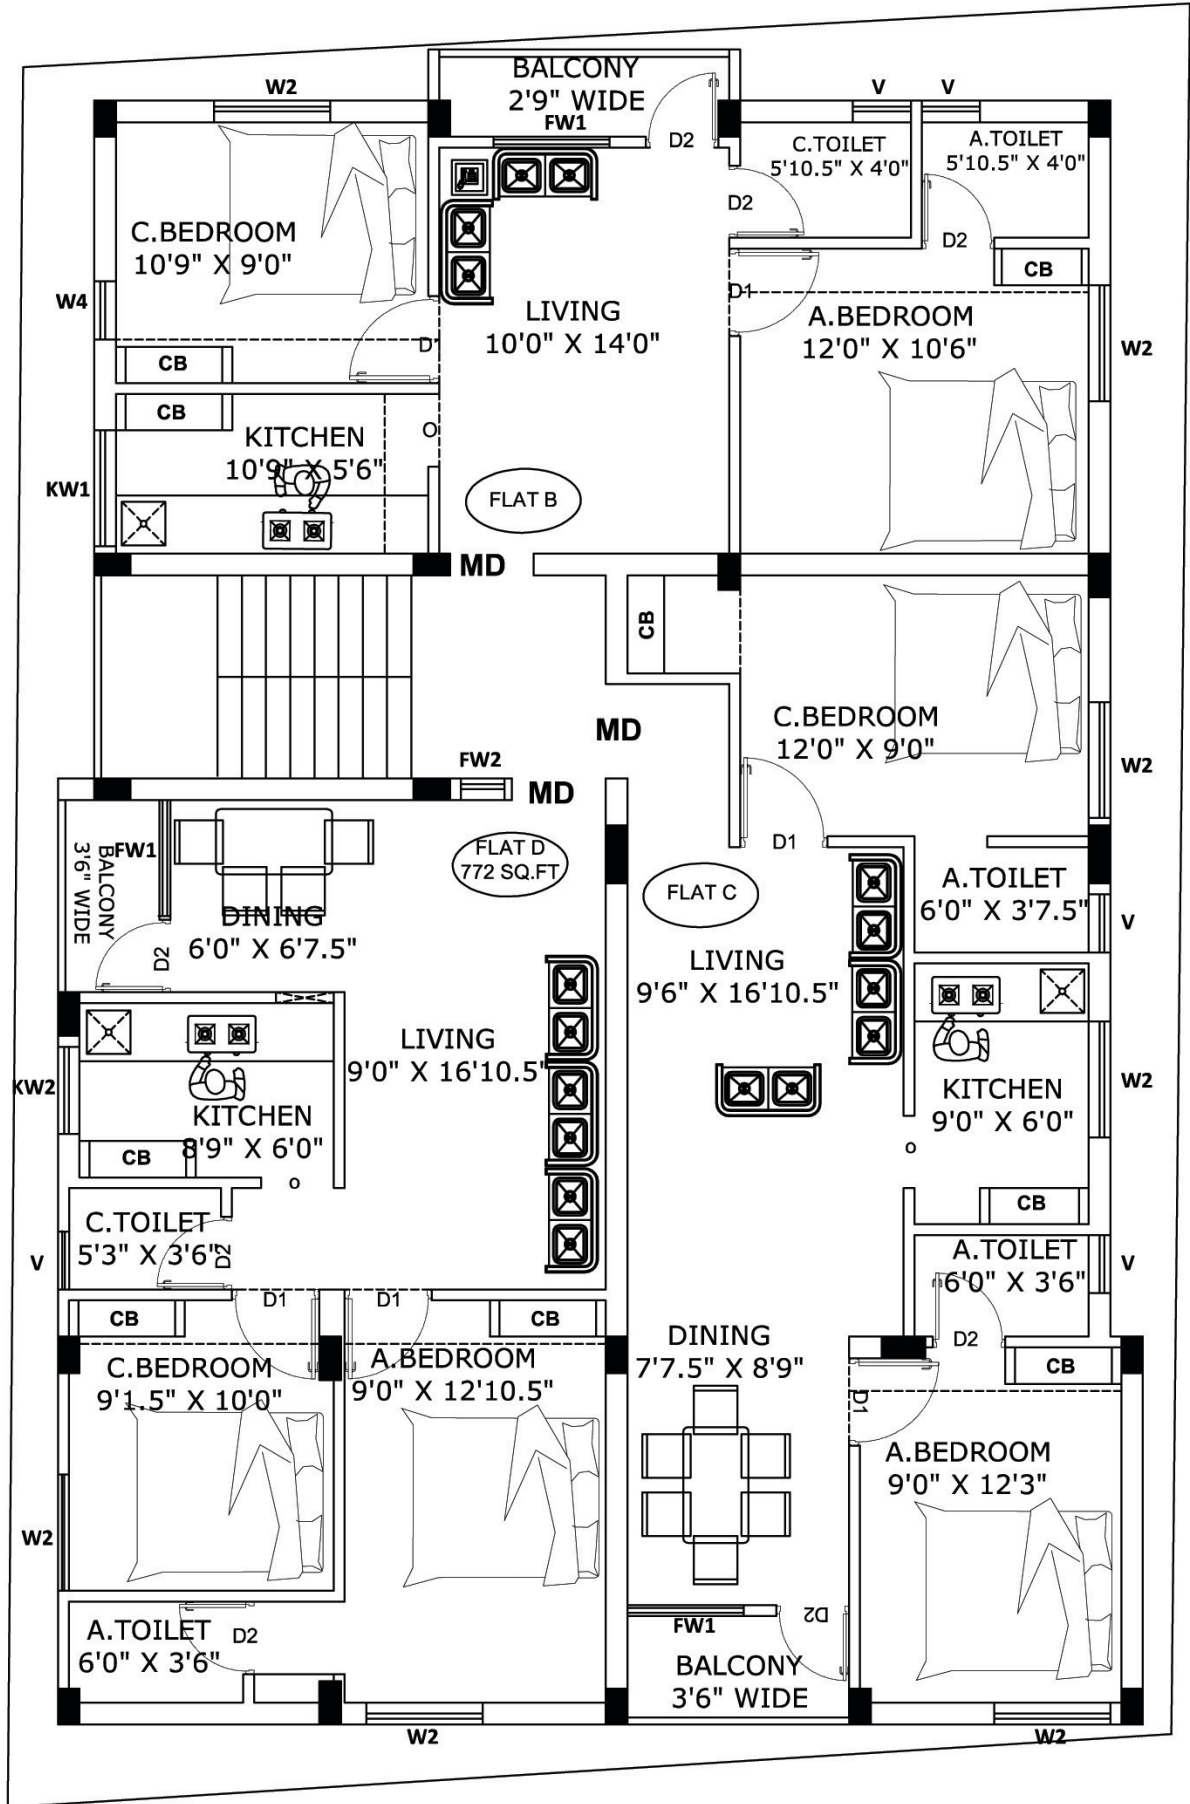 BALCONY
2'9" WIDE
W2
FW1
D2
V
V
C.TOILET
5'10.5" X 4'0"
A.TOILET
5'10.5" X 4'0"
D2
D2
C.BEDROOM
10'9" X 9'0"
W4
CB
D1
LIVING
10'0" X 14'0"
D1
A.BEDROOM
12'0" X 10'6"
W2
CB
CB
KITCHEN
10'9" X 5'6"
O
KW1
FLAT B
MD
CB
MD
C.BEDROOM
12'0" X 9'0"
W2
FW2
MD
D1
BALCONY
3'6" WIDE
FW1
FLAT D
772 SQ.FT
FLAT C
A.TOILET
6'0" X 3'7.5"
V
DINING
6'0" X 6'7.5"
D2
LIVING
9'6" X 16'10.5"
LIVING
9'0" X 16'10.5"
KW2
KITCHEN
8'9" X 6'0"
CB
O
KITCHEN
9'0" X 6'0"
W2
O
CB
C.TOILET
5'3" X 3'6"
D2
V
A.TOILET
6'0" X 3'6"
V
D2
CB
D1
D1
CB
DINING
7'7.5" X 8'9"
CB
C.BEDROOM
9'1.5" X 10'0"
A.BEDROOM
9'0" X 12'10.5"
D1
A.BEDROOM
9'0" X 12'3"
W2
A.TOILET
6'0" X 3'6"
D2
FW1
D2
BALCONY
3'6" WIDE
W2
W2